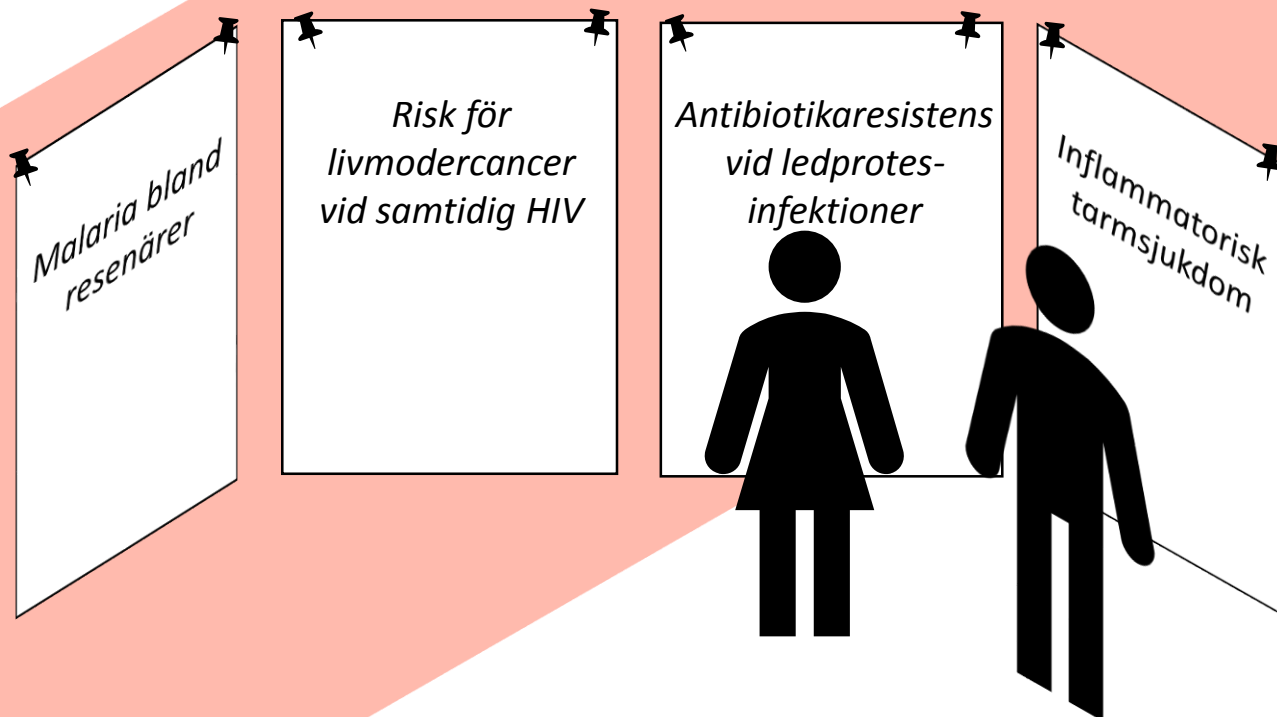 Malaria bland
resenärer
Risk för
livmodercancer
vid samtidig HIV
Antibiotikaresistens
vid ledprotes-
infektioner
Inflammatorisk
tarmsjukdom